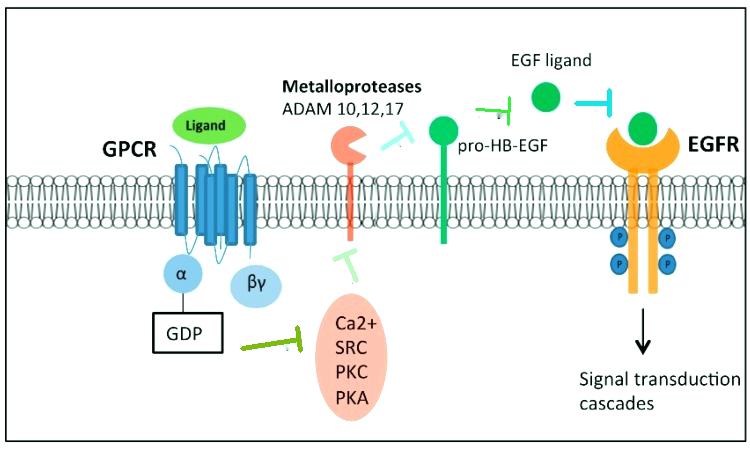 EGF ligand
Metalloproteases
ADAM 10,12,17
Ligand
GPCR
pro-HB-EGF
EGFR
P
P
P
P
α
βγ
GDP
Ca2+
SRC
PKC
PKA
Signal transduction
cascades